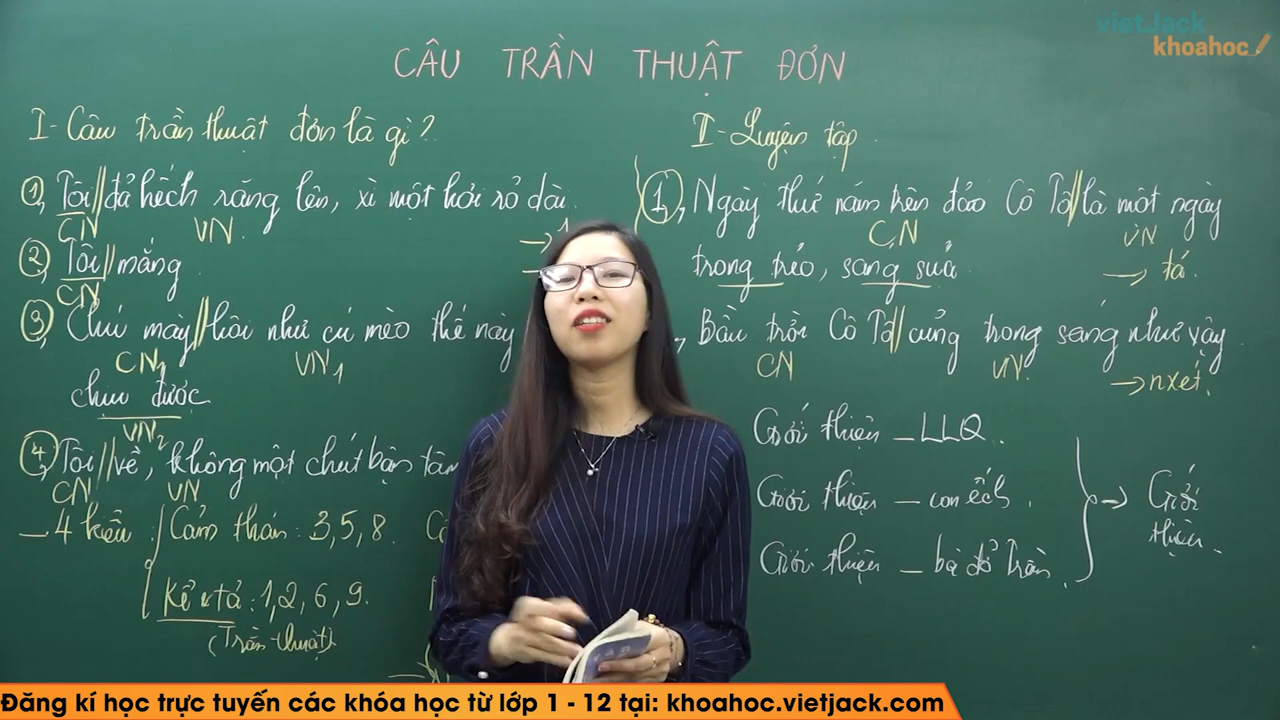 vietjack
khoahoc
CÂU TRẦN THUẬT ĐƠN
I- Câu trần thuật đơn là gì?
①, Tôi//đã hếch răng lên, xì một hơi rõ dài.
CN VN.
→ 1
②, Tôi//mắng.
CN
③, Chú mày//hôi như cú mèo thế này
CN1 VN1
chịu được.
VN2
④, Tôi//về, không một chút bận tâm
CN VN
– 4 kiểu
Cảm thán: 3,5,8.
Kể & tả: 1,2,6,9.
(Trần thuật).
II- Luyện tập.
①, Ngày thứ năm trên đảo Cô Tô//là một ngày
CN VN
trong trẻo, sáng sủa.
→ tả.
, Bầu trời Cô Tô//cũng trong sáng như vậy
CN VN.
→ nxét.
Giới thiệu – LLQ.
Giới thiệu – con ếch.
Giới thiệu – bà đỡ Trần.
→ Giới
thiệu.
Đăng kí học trực tuyến các khóa học từ lớp 1 - 12 tại: khoahoc.vietjack.com